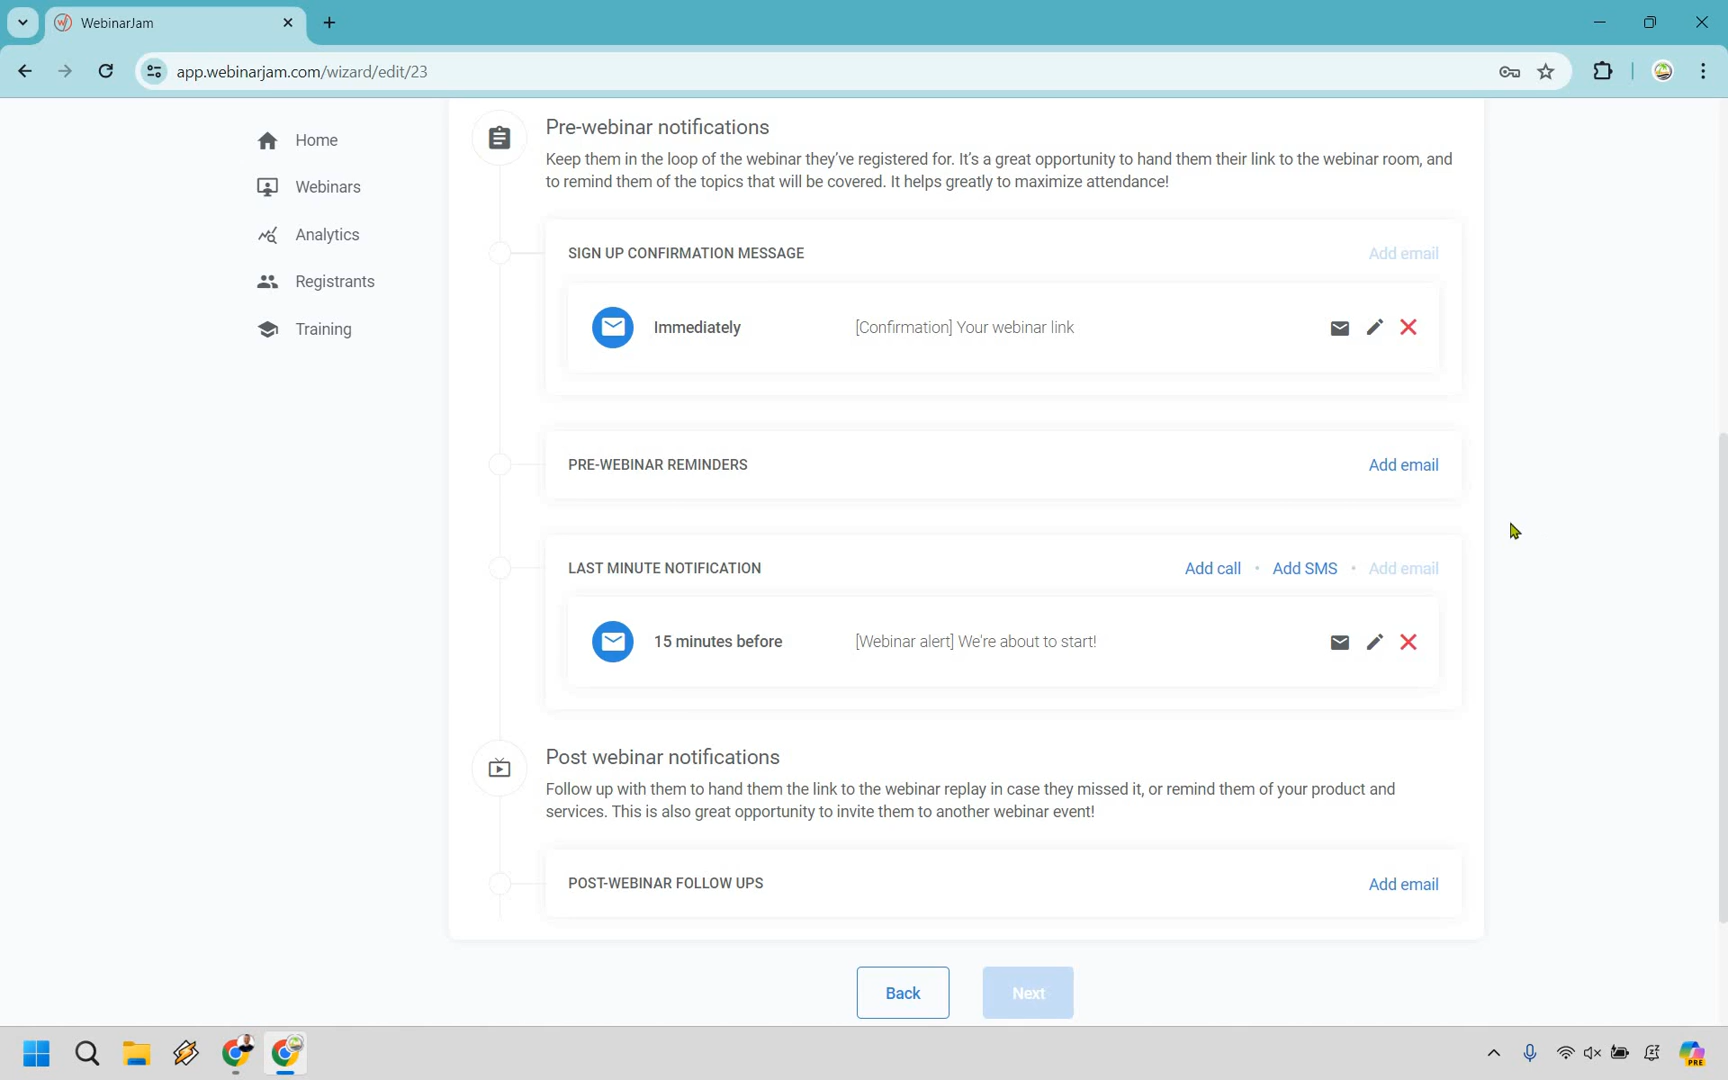 WebinarJam
app.webinarjam.com/wizard/edit/23
Home
Webinars
Analytics
Registrants
Training
Pre-webinar notifications
Keep them in the loop of the webinar they've registered for. It's a great opportunity to hand them their link to the webinar room, and
to remind them of the topics that will be covered. It helps greatly to maximize attendance!
SIGN UP CONFIRMATION MESSAGE
Add email
Immediately
[Confirmation] Your webinar link
PRE-WEBINAR REMINDERS
Add email
LAST MINUTE NOTIFICATION
Add call • Add SMS • Add email
15 minutes before
[Webinar alert] We're about to start!
Post webinar notifications
Follow up with them to hand them the link to the webinar replay in case they missed it, or remind them of your product and
services. This is also great opportunity to invite them to another webinar event!
POST-WEBINAR FOLLOW UPS
Add email
Back
Next
PRE